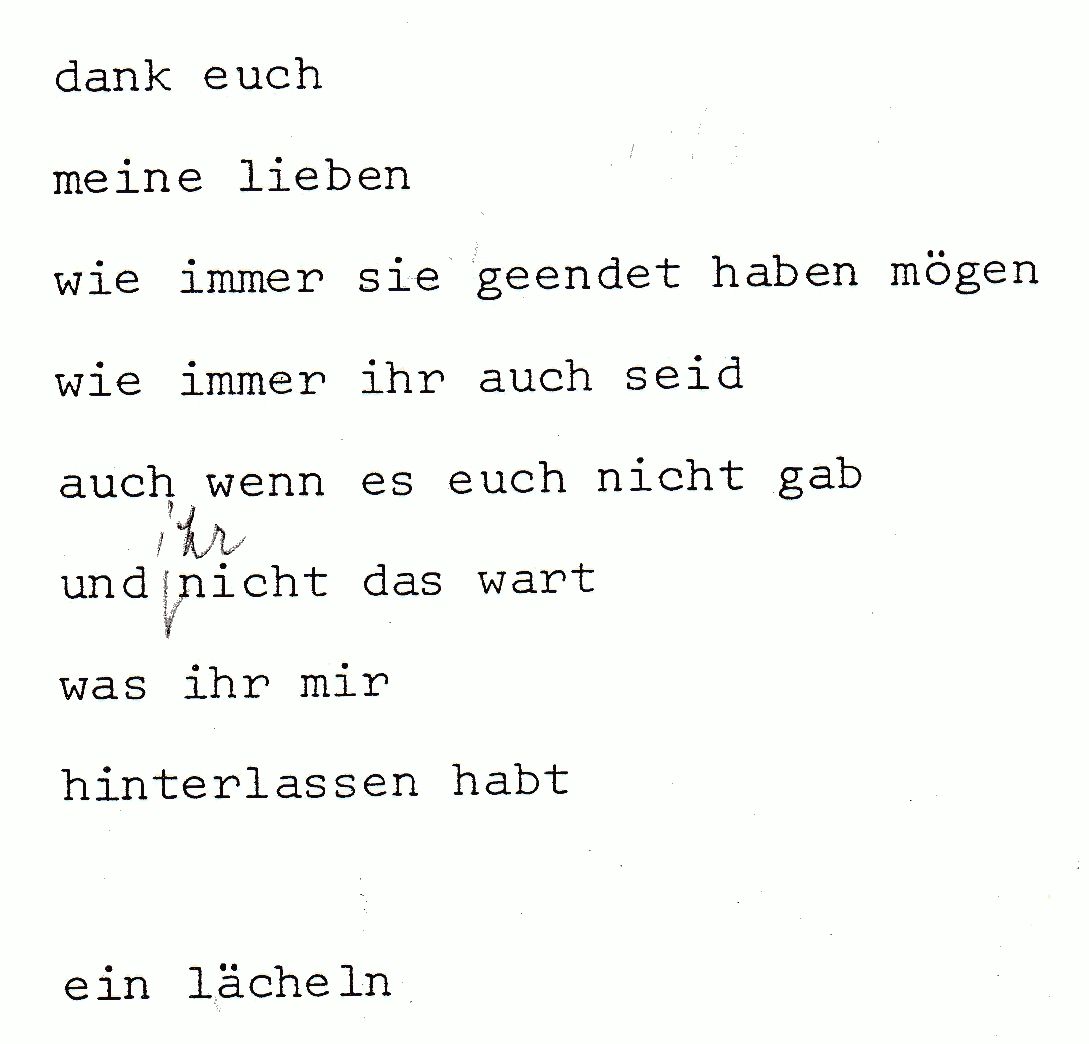 dank euch
meine lieben
wie immer sie geendet haben mögen
wie immer ihr auch seid
auch wenn es euch nicht gab
und ihr nicht das wart
was ihr mir
hinterlassen habt
ein lächeln